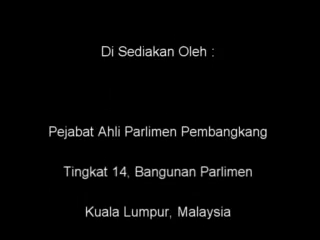 Di Sediakan Oleh :
Pejabat Ahli Parlimen Pembangkang
Tingkat 14, Bangunan Parlimen
Kuala Lumpur, Malaysia